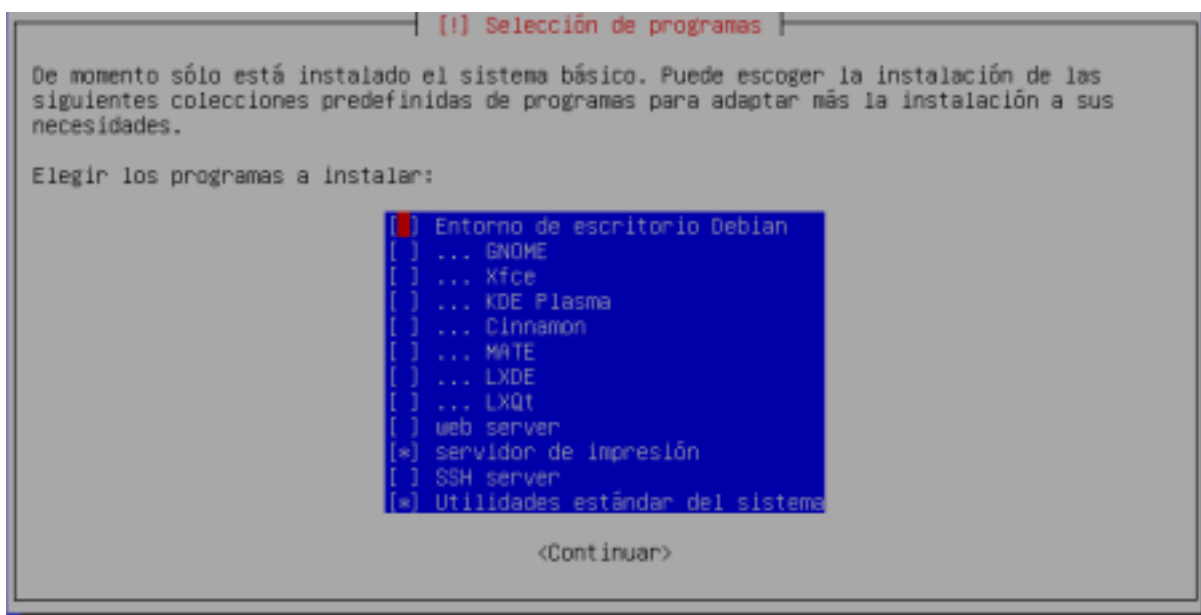 [!] Selección de programas
De momento sólo está instalado el sistema básico. Puede escoger la instalación de las
siguientes colecciones predefinidas de programas para adaptar más la instalación a sus
necesidades.
Elegir los programas a instalar:
[ ] Entorno de escritorio Debian
[ ] ... GNOME
[ ] ... Xfce
[ ] ... KDE Plasma
[ ] ... Cinnamon
[ ] ... MATE
[ ] ... LXDE
[ ] ... LXQt
[ ] web server
[*] servidor de impresión
[ ] SSH server
[*] Utilidades estándar del sistema
<Continuar>